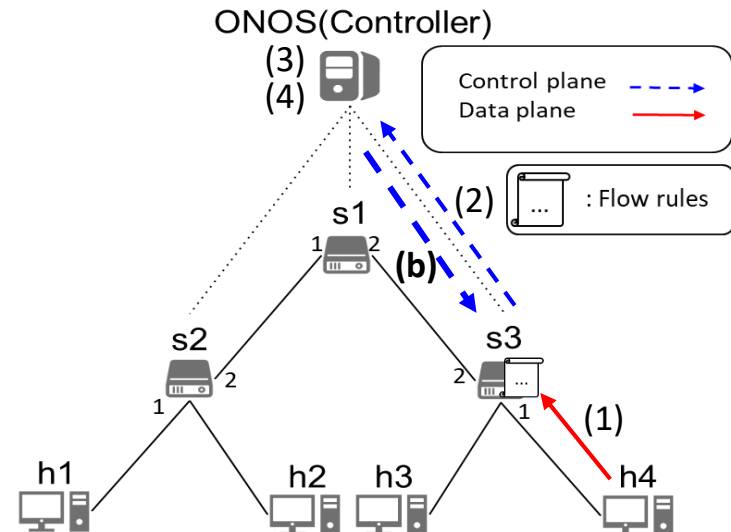 ONOS(Controller)
(3)
(4)
Control plane
Data plane
(2)
...
: Flow rules
s1
1
2
(b)
s2
s3
2
2
...
1
1
(1)
h1
h2
h3
h4